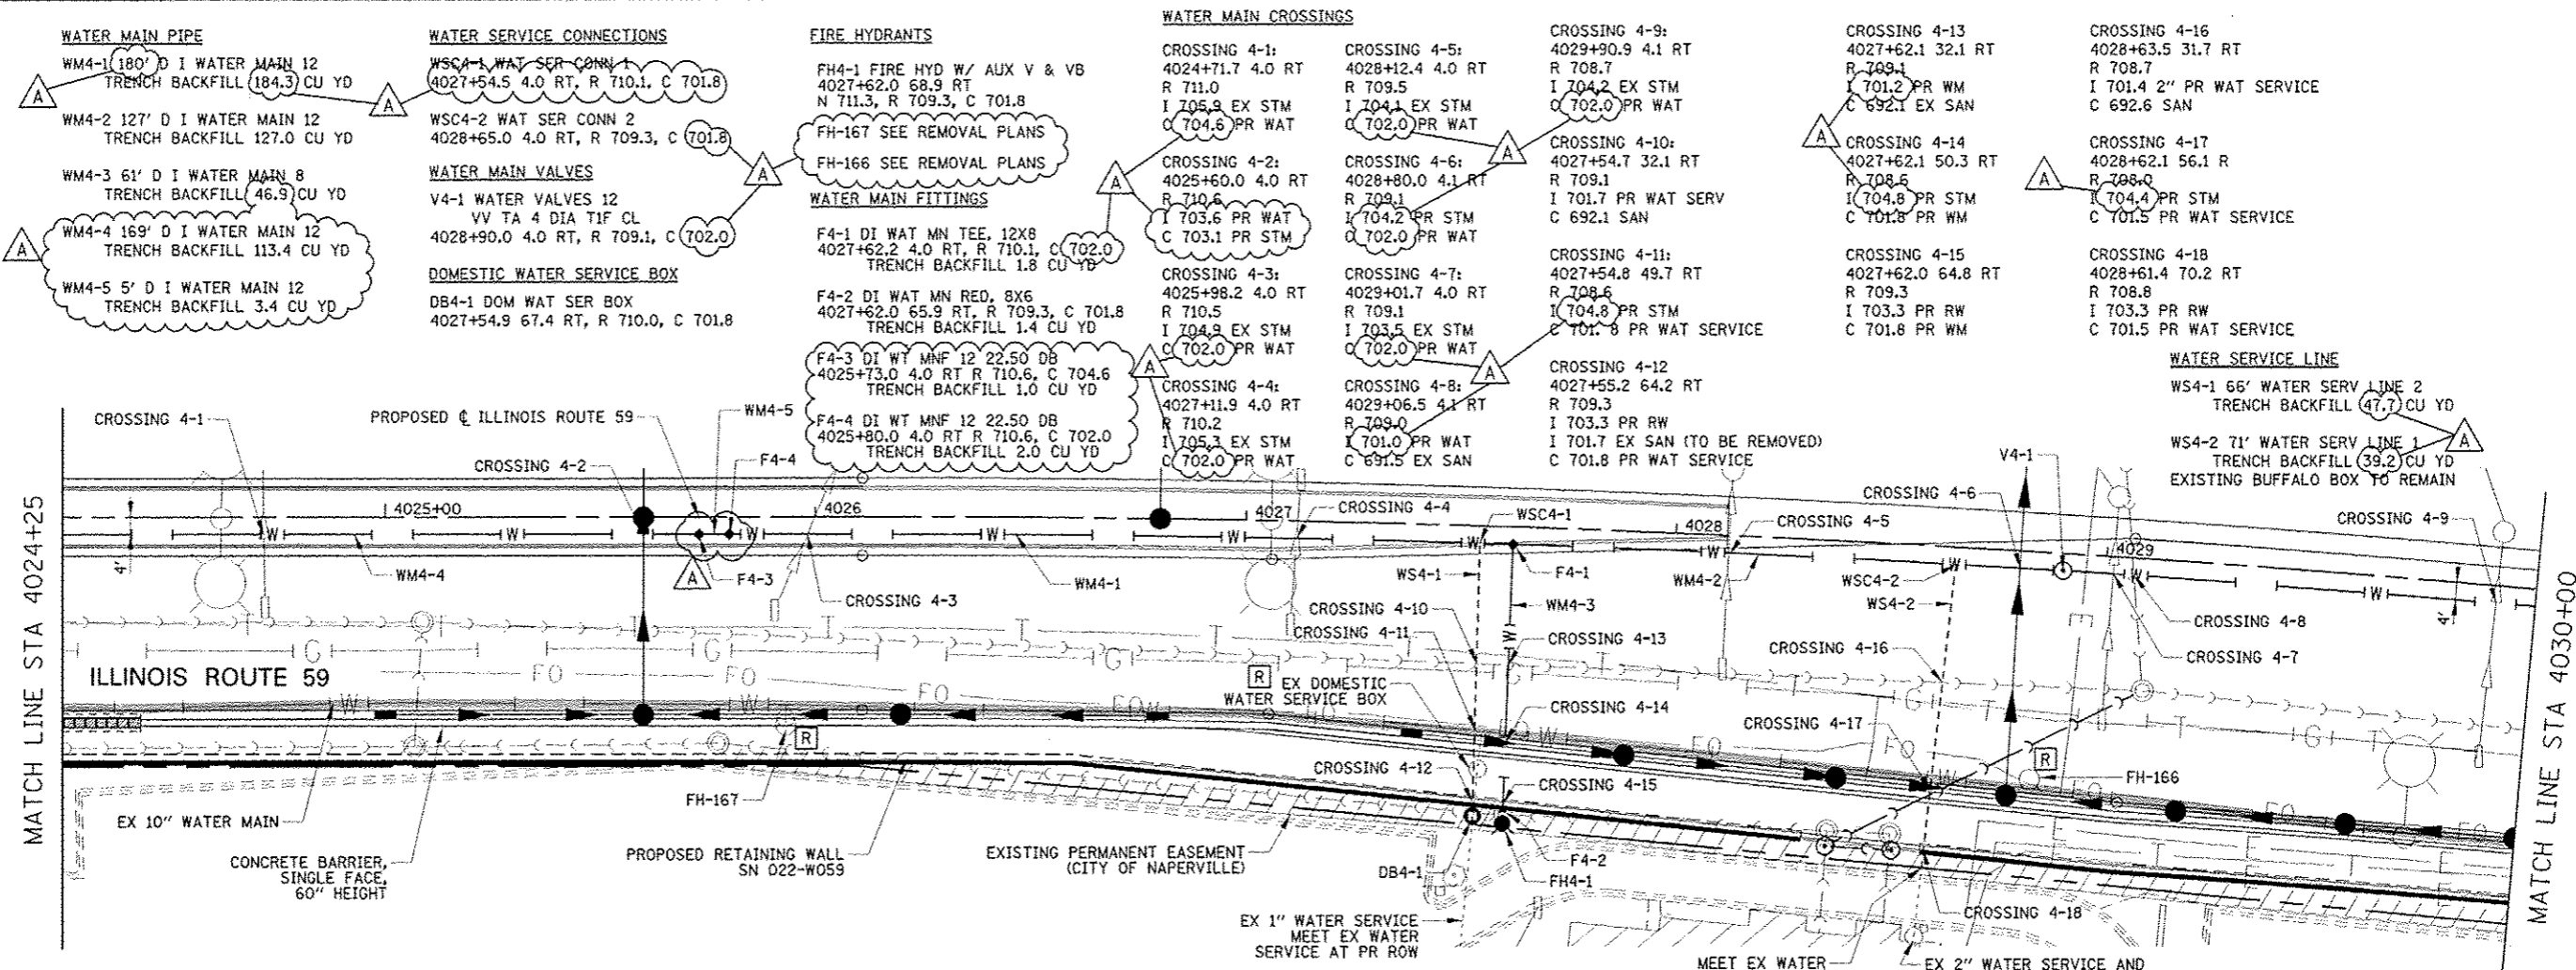 WATER MAIN PIPE
WM4-1 180' D I WATER MAIN 12
TRENCH BACKFILL 184.3 CU YD
A
A
WM4-2 127' D I WATER MAIN 12
TRENCH BACKFILL 127.0 CU YD
WM4-3 61' D I WATER MAIN 8
TRENCH BACKFILL 46.9 CU YD
A
WM4-4 169' D I WATER MAIN 12
TRENCH BACKFILL 113.4 CU YD
WM4-5 5' D I WATER MAIN 12
TRENCH BACKFILL 3.4 CU YD
WATER SERVICE CONNECTIONS
WSC4-1 WAT SER CONN 1
4027+54.5 4.0 RT, R 710.1, C 701.8
WSC4-2 WAT SER CONN 2
4028+65.0 4.0 RT, R 709.3, C 701.8
A
WATER MAIN VALVES
V4-1 WATER VALVES 12
VV TA 4 DIA T1F CL
4028+90.0 4.0 RT, R 709.1, C 702.0
DOMESTIC WATER SERVICE BOX
DB4-1 DOM WAT SER BOX
4027+54.9 67.4 RT, R 710.0, C 701.8
FIRE HYDRANTS
FH4-1 FIRE HYD W/ AUX V & VB
4027+62.0 68.9 RT
N 711.3, R 709.3, C 701.8
FH-167 SEE REMOVAL PLANS
FH-166 SEE REMOVAL PLANS
WATER MAIN FITTINGS
F4-1 DI WAT MN TEE, 12X8
4027+62.2 4.0 RT, R 710.1, C 702.0
TRENCH BACKFILL 1.8 CU YD
F4-2 DI WAT MN RED, 8X6
4027+62.0 65.9 RT, R 709.3, C 701.8
TRENCH BACKFILL 1.4 CU YD
F4-3 DI WT MNF 12 22.50 DB
4025+73.0 4.0 RT R 710.6, C 704.6
TRENCH BACKFILL 1.0 CU YD
F4-4 DI WT MNF 12 22.50 DB
4025+80.0 4.0 RT R 710.6, C 702.0
TRENCH BACKFILL 2.0 CU YD
WATER MAIN CROSSINGS
CROSSING 4-1:
4024+71.7 4.0 RT
R 711.0
I 705.9 EX STM
C 704.6 PR WAT
A
CROSSING 4-2:
4025+60.0 4.0 RT
R 710.6
I 703.6 PR WAT
C 703.1 PR STM
CROSSING 4-3:
4025+98.2 4.0 RT
R 710.5
I 704.9 EX STM
C 702.0 PR WAT
A
CROSSING 4-4:
4027+11.9 4.0 RT
R 710.2
I 705.3 EX STM
C 702.0 PR WAT
CROSSING 4-5:
4028+12.4 4.0 RT
R 709.5
I 704.1 EX STM
C 702.0 PR WAT
A
CROSSING 4-6:
4028+80.0 4.1 RT
R 709.1
I 704.2 PR STM
C 702.0 PR WAT
CROSSING 4-7:
4029+01.7 4.0 RT
R 709.1
I 703.5 EX STM
C 702.0 PR WAT
A
CROSSING 4-8:
4029+06.5 4.1 RT
R 709.0
I 701.0 PR WAT
C 691.5 EX SAN
CROSSING 4-9:
4029+90.9 4.1 RT
R 708.7
I 704.2 EX STM
C 702.0 PR WAT
CROSSING 4-10:
4027+54.7 32.1 RT
R 709.1
I 701.7 PR WAT SERV
C 692.1 SAN
CROSSING 4-11:
4027+54.8 49.7 RT
R 708.6
I 704.8 PR STM
C 701.8 PR WAT SERVICE
CROSSING 4-12
4027+55.2 64.2 RT
R 709.3
I 703.3 PR RW
I 701.7 EX SAN (TO BE REMOVED)
C 701.8 PR WAT SERVICE
CROSSING 4-13
4027+62.1 32.1 RT
R 709.1
I 701.2 PR WM
C 692.1 EX SAN
A
CROSSING 4-14
4027+62.1 50.3 RT
R 708.6
I 704.8 PR STM
C 701.8 PR WM
CROSSING 4-15
4027+62.0 64.8 RT
R 709.3
I 703.3 PR RW
C 701.8 PR WM
CROSSING 4-16
4028+63.5 31.7 RT
R 708.7
I 701.4 2" PR WAT SERVICE
C 692.6 SAN
CROSSING 4-17
4028+62.1 56.1 R
R 708.0
I 704.4 PR STM
C 701.5 PR WAT SERVICE
A
CROSSING 4-18
4028+61.4 70.2 RT
R 708.8
I 703.3 PR RW
C 701.5 PR WAT SERVICE
WATER SERVICE LINE
WS4-1 66' WATER SERV LINE 2
TRENCH BACKFILL 47.7 CU YD
A
WS4-2 71' WATER SERV LINE 1
TRENCH BACKFILL 39.2 CU YD
EXISTING BUFFALO BOX TO REMAIN
MATCH LINE STA 4024+25
CROSSING 4-1
PROPOSED ℄ ILLINOIS ROUTE 59
WM4-5
CROSSING 4-2
F4-4
4025+00
4026
4027
CROSSING 4-4
WSC4-1
4028
CROSSING 4-5
CROSSING 4-6
V4-1
4029
CROSSING 4-9
4'
WM4-4
A
F4-3
CROSSING 4-3
WM4-1
WS4-1
F4-1
WM4-2
WSC4-2
WS4-2
4'
CROSSING 4-10
WM4-3
CROSSING 4-11
CROSSING 4-13
CROSSING 4-16
CROSSING 4-8
CROSSING 4-7
ILLINOIS ROUTE 59
R
EX DOMESTIC
WATER SERVICE BOX
CROSSING 4-14
CROSSING 4-17
R
R
CROSSING 4-12
CROSSING 4-15
FH-166
FH-167
EX 10" WATER MAIN
CONCRETE BARRIER,
SINGLE FACE,
60" HEIGHT
PROPOSED RETAINING WALL
SN 022-W059
EXISTING PERMANENT EASEMENT
(CITY OF NAPERVILLE)
DB4-1
F4-2
FH4-1
CROSSING 4-18
EX 1" WATER SERVICE
MEET EX WATER
SERVICE AT PR ROW
MEET EX WATER
EX 2" WATER SERVICE AND
MATCH LINE STA 4030+00